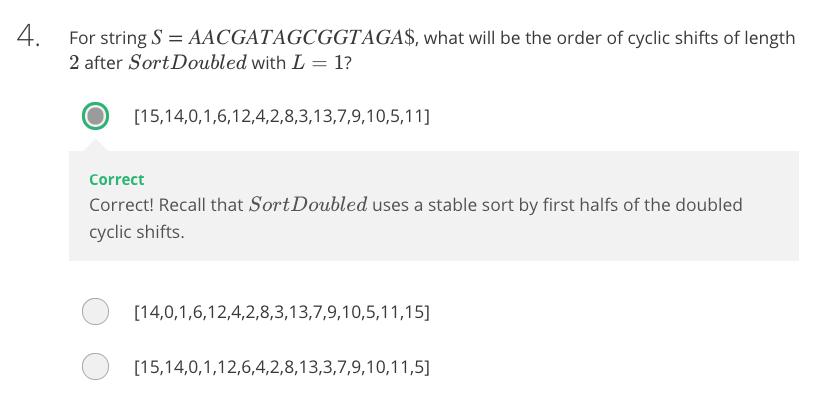 4. For string S = AACGATAGCGGTAGA$, what will be the order of cyclic shifts of length
2 after SortDoubled with L = 1?
[15,14,0,1,6,12,4,2,8,3,13,7,9,10,5,11]
Correct
Correct! Recall that SortDoubled uses a stable sort by first halfs of the doubled
cyclic shifts.
[14,0,1,6,12,4,2,8,3,13,7,9,10,5,11,15]
[15,14,0,1,12,6,4,2,8,13,3,7,9,10,11,5]